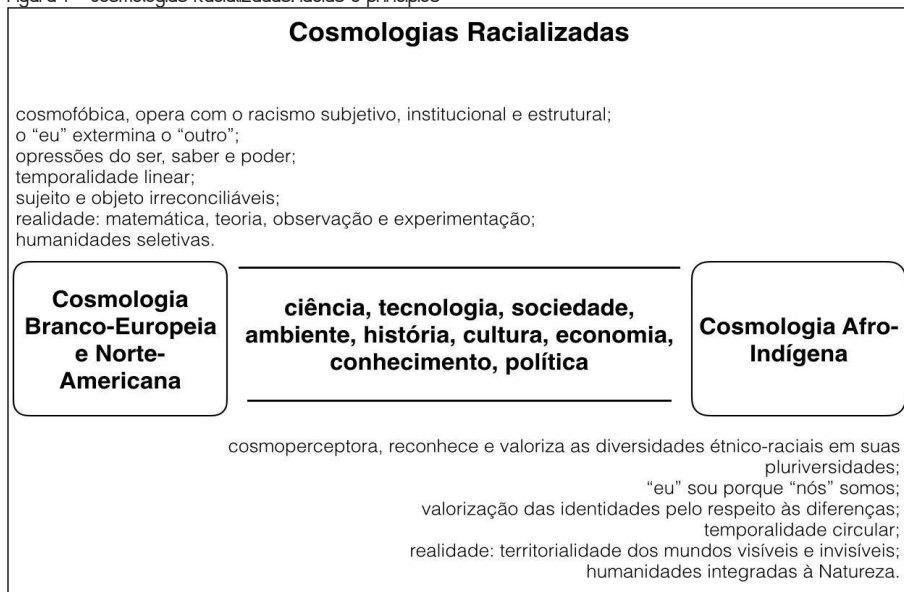 Cosmologias Racializadas
cosmofóbica, opera com o racismo subjetivo, institucional e estrutural;
o “eu” extermina o “outro”;
opressões do ser, saber e poder;
temporalidade linear;
sujeito e objeto irreconciliáveis;
realidade: matemática, teoria, observação e experimentação;
humanidades seletivas.
Cosmologia
Branco-Europeia
e Norte-
Americana
ciência, tecnologia, sociedade,
ambiente, história, cultura, economia,
conhecimento, política
Cosmologia Afro-
Indígena
cosmoperceptora, reconhece e valoriza as diversidades étnico-raciais em suas
pluriversidades;
“eu” sou porque “nós” somos;
valorização das identidades pelo respeito às diferenças;
temporalidade circular;
realidade: territorialidade dos mundos visíveis e invisíveis;
humanidades integradas à Natureza.